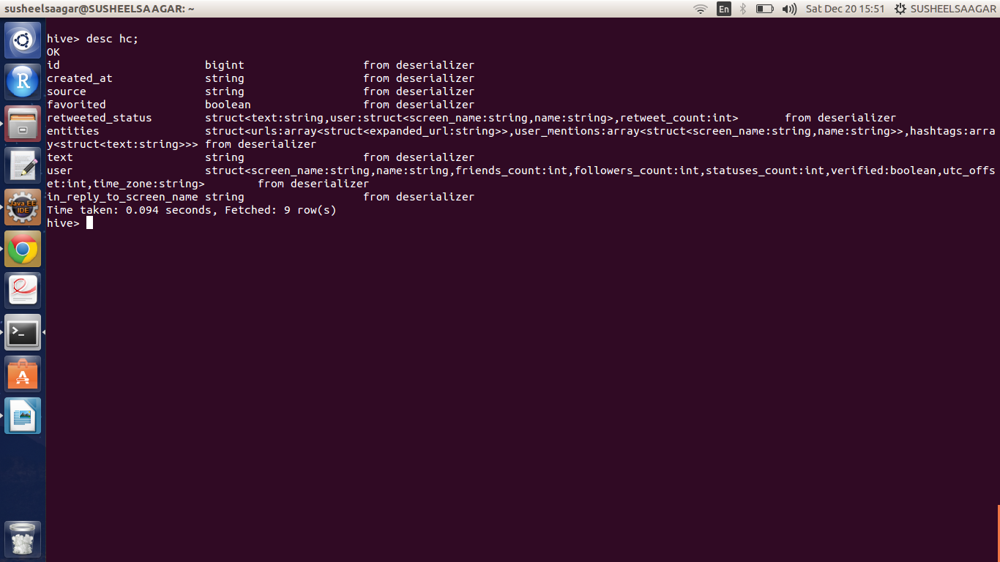 susheelsaagar@SUSHEELSAAGAR: ~
En
Sat Dec 20 15:51
SUSHEELSAAGAR
hive> desc hc;
OK
id                      bigint                  from deserializer
created_at              string                  from deserializer
source                  string                  from deserializer
favorited               boolean                 from deserializer
retweeted_status        struct<text:string,user:struct<screen_name:string,name:string>,retweet_count:int>       from deserializer
entities                struct<urls:array<struct<expanded_url:string>>,user_mentions:array<struct<screen_name:string,name:string>>,hashtags:arra
y<struct<text:string>>> from deserializer
text                    string                  from deserializer
user                    struct<screen_name:string,name:string,friends_count:int,followers_count:int,statuses_count:int,verified:boolean,utc_offs
et:int,time_zone:string>        from deserializer
in_reply_to_screen_name string                  from deserializer
Time taken: 0.094 seconds, Fetched: 9 row(s)
hive>
R
Java EE
IDE
>_